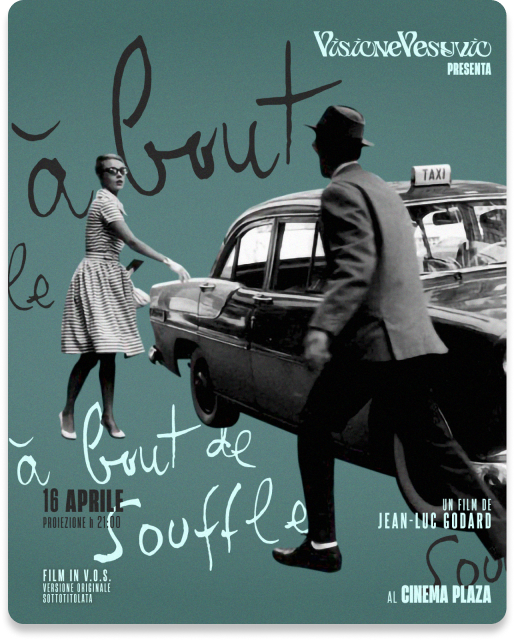 VISIONEVESUVIO
PRESENTA
à bout
le
TAXI
à bout de
Souffle
16 APRILE
PROIEZIONE h 21:00
FILM IN V.O.S.
VERSIONE ORIGINALE
SOTTOTITOLATA
UN FILM DE
JEAN-LUC GODARD
Sou
AL CINEMA PLAZA